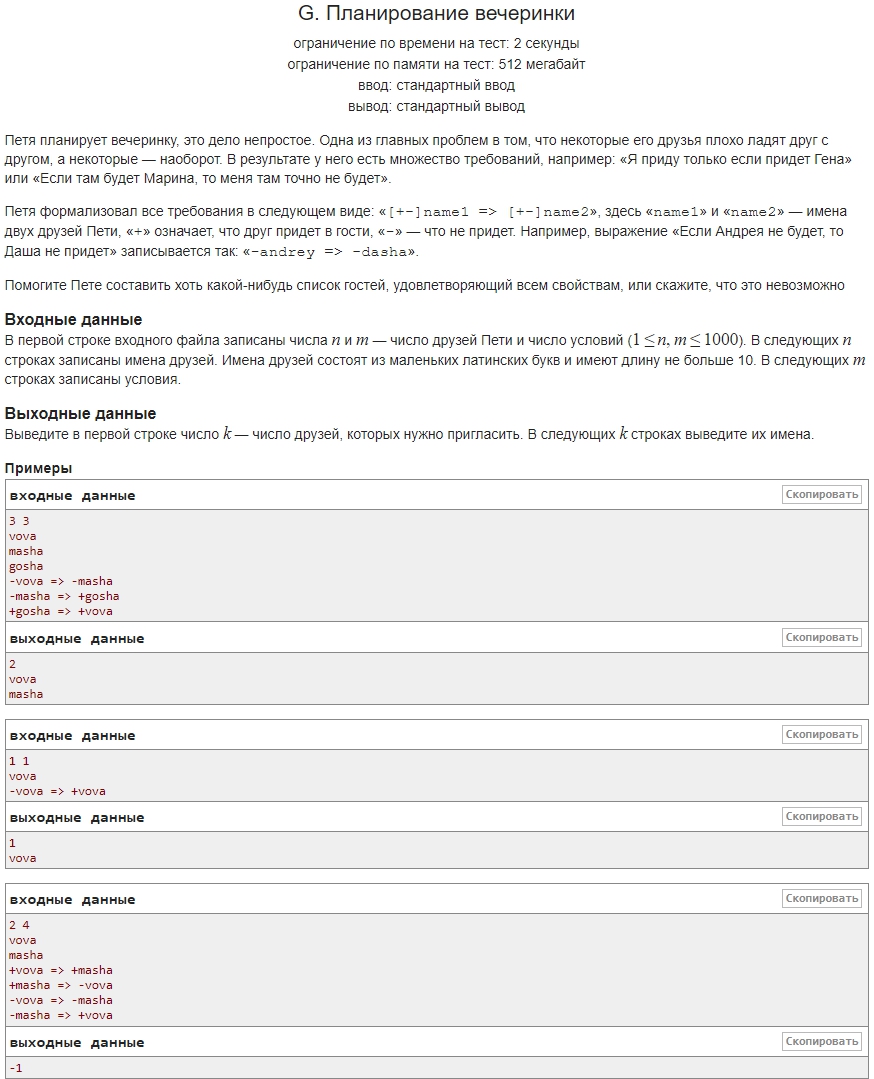 G. Планирование вечеринки
ограничение по времени на тест: 2 секунды
ограничение по памяти на тест: 512 мегабайт
ввод: стандартный ввод
вывод: стандартный вывод
Петя планирует вечеринку, это дело непростое. Одна из главных проблем в том, что некоторые его друзья плохо ладят друг с
другом, а некоторые — наоборот. В результате у него есть множество требований, например: «Я приду только если придет Гена»
или «Если там будет Марина, то меня там точно не будет».
Петя формализовал все требования в следующем виде: «[+-]name1 => [+-]name2», здесь «name1» и «name2» — имена
двух друзей Пети, «+» означает, что друг придет в гости, «-» — что не придет. Например, выражение «Если Андрея не будет, то
Даша не придет» записывается так: «-andrey => -dasha».
Помогите Пете составить хоть какой-нибудь список гостей, удовлетворяющий всем свойствам, или скажите, что это невозможно
Входные данные
В первой строке входного файла записаны числа n и m — число друзей Пети и число условий (1 ≤ n, m ≤ 1000). В следующих n
строках записаны имена друзей. Имена друзей состоят из маленьких латинских букв и имеют длину не больше 10. В следующих m
строках записаны условия.
Выходные данные
Выведите в первой строке число k — число друзей, которых нужно пригласить. В следующих k строках выведите их имена.
Примеры
входные данные Скопировать
3 3
vova
masha
gosha
-vova => -masha
-masha => +gosha
+gosha => +vova
выходные данные Скопировать
2
vova
masha
входные данные Скопировать
1 1
vova
-vova => +vova
выходные данные Скопировать
1
vova
входные данные Скопировать
2 4
vova
masha
+vova => +masha
+masha => -vova
-vova => -masha
-masha => +vova
выходные данные Скопировать
-1